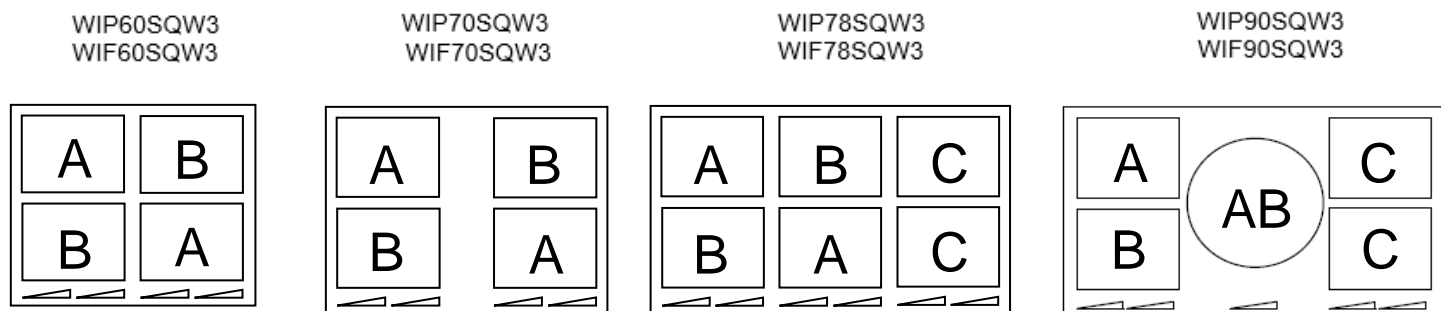 WIP60SQW3
WIF60SQW3
A B
B A
WIP70SQW3
WIF70SQW3
A B
B A
WIP78SQW3
WIF78SQW3
A B C
B A C
WIP90SQW3
WIF90SQW3
A AB C
B C